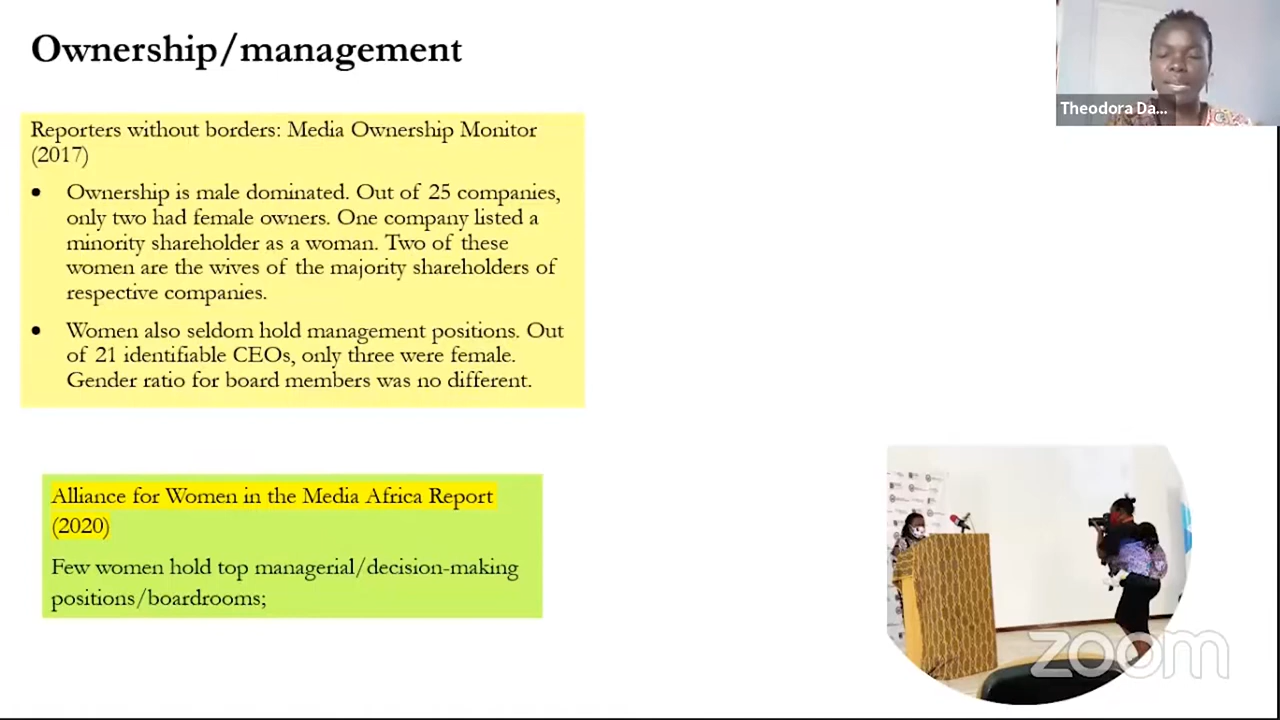 Ownership/management
Theodora Da...
Reporters without borders: Media Ownership Monitor
(2017)
• Ownership is male dominated. Out of 25 companies,
only two had female owners. One company listed a
minority shareholder as a woman. Two of these
women are the wives of the majority shareholders of
respective companies.
• Women also seldom hold management positions. Out
of 21 identifiable CEOs, only three were female.
Gender ratio for board members was no different.
Alliance for Women in the Media Africa Report
(2020)
Few women hold top managerial/decision-making
positions/boardrooms;
zoom